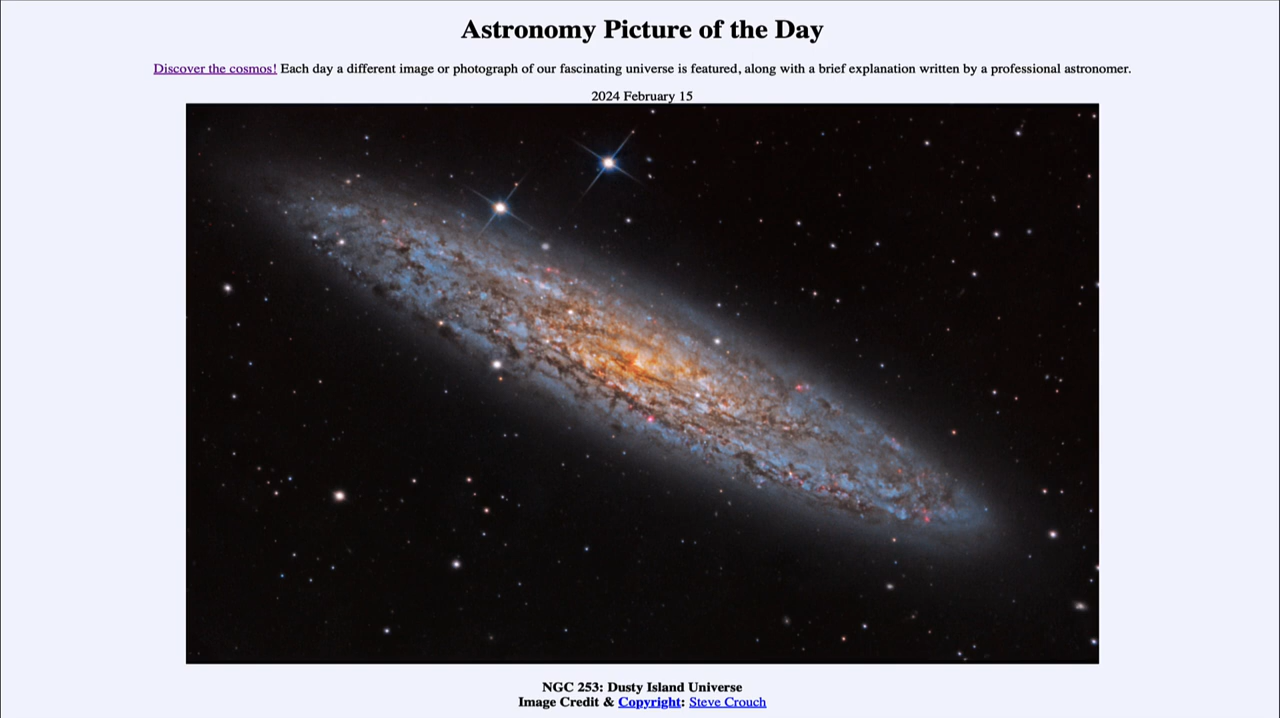 Astronomy Picture of the Day
Discover the cosmos! Each day a different image or photograph of our fascinating universe is featured, along with a brief explanation written by a professional astronomer.
2024 February 15
NGC 253: Dusty Island Universe
Image Credit & Copyright: Steve Crouch